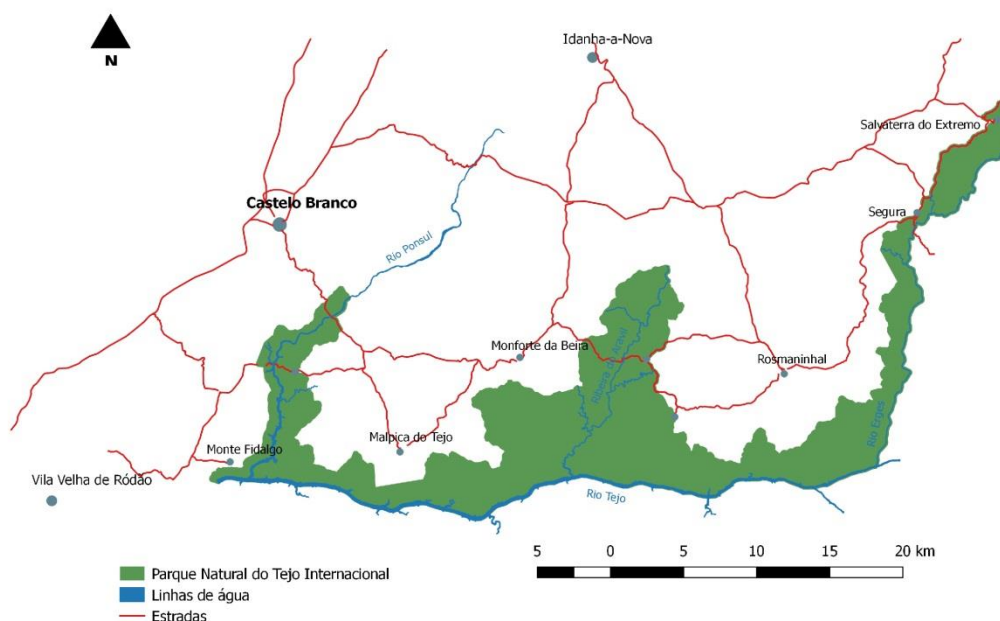 Idanha-a-Nova
N
Salvaterra do Extremo
Castelo Branco
Segura
Rio Ponsul
Monforte da Beira
Ribeira do Aravil
Rosmaninhal
Rio Erges
Malpica do Tejo
Monte Fidalgo
Vila Velha de Ródão
Rio Tejo
5 0 5 10 15 20 km
Parque Natural do Tejo Internacional
Linhas de água
Estradas